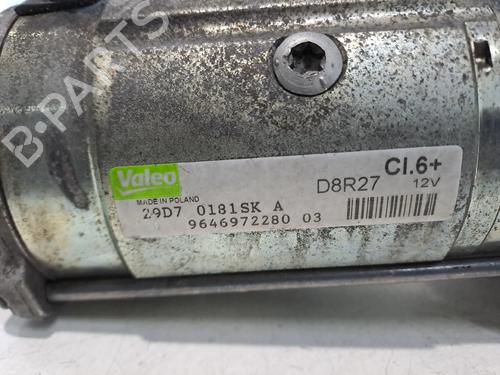 B-PARTS
Valeo
MADE IN POLAND
D8R27
Cl.6+
12V
29D7 0181SK A
9646972280 03